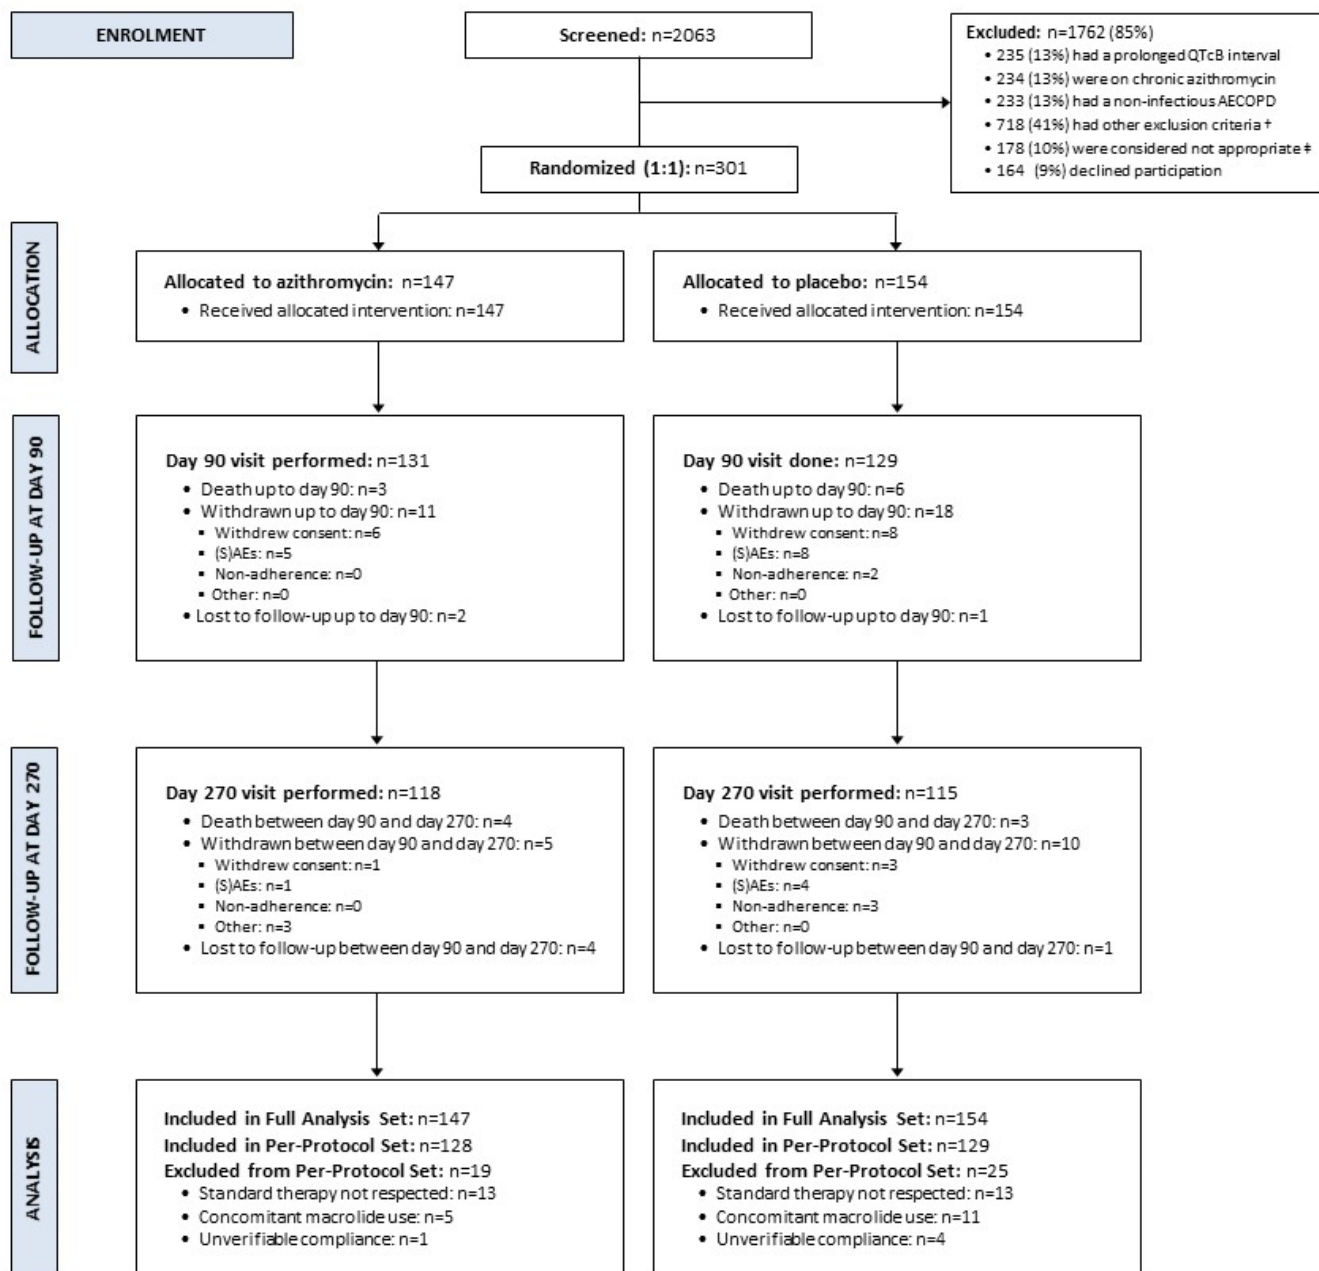 ENROLMENT
Screened: n=2063
Excluded: n=1762 (85%)
• 235 (13%) had a prolonged QTcB interval
• 234 (13%) were on chronic azithromycin
• 233 (13%) had a non-infectious AECOPD
• 718 (41%) had other exclusion criteria †
• 178 (10%) were considered not appropriate ‡
• 164 (9%) declined participation
Randomized (1:1): n=301
ALLOCATION
Allocated to azithromycin: n=147
• Received allocated intervention: n=147
Allocated to placebo: n=154
• Received allocated intervention: n=154
FOLLOW-UP AT DAY 90
Day 90 visit performed: n=131
• Death up to day 90: n=3
• Withdrawn up to day 90: n=11
▪ Withdrew consent: n=6
▪ (S)AEs: n=5
▪ Non-adherence: n=0
▪ Other: n=0
• Lost to follow-up up to day 90: n=2
Day 90 visit done: n=129
• Death up to day 90: n=6
• Withdrawn up to day 90: n=18
▪ Withdrew consent: n=8
▪ (S)AEs: n=8
▪ Non-adherence: n=2
▪ Other: n=0
• Lost to follow-up up to day 90: n=1
FOLLOW-UP AT DAY 270
Day 270 visit performed: n=118
• Death between day 90 and day 270: n=4
• Withdrawn between day 90 and day 270: n=5
▪ Withdrew consent: n=1
▪ (S)AEs: n=1
▪ Non-adherence: n=0
▪ Other: n=3
• Lost to follow-up between day 90 and day 270: n=4
Day 270 visit performed: n=115
• Death between day 90 and day 270: n=3
• Withdrawn between day 90 and day 270: n=10
▪ Withdrew consent: n=3
▪ (S)AEs: n=4
▪ Non-adherence: n=3
▪ Other: n=0
• Lost to follow-up between day 90 and day 270: n=1
ANALYSIS
Included in Full Analysis Set: n=147
Included in Per-Protocol Set: n=128
Excluded from Per-Protocol Set: n=19
• Standard therapy not respected: n=13
• Concomitant macrolide use: n=5
• Unverifiable compliance: n=1
Included in Full Analysis Set: n=154
Included in Per-Protocol Set: n=129
Excluded from Per-Protocol Set: n=25
• Standard therapy not respected: n=13
• Concomitant macrolide use: n=11
• Unverifiable compliance: n=4